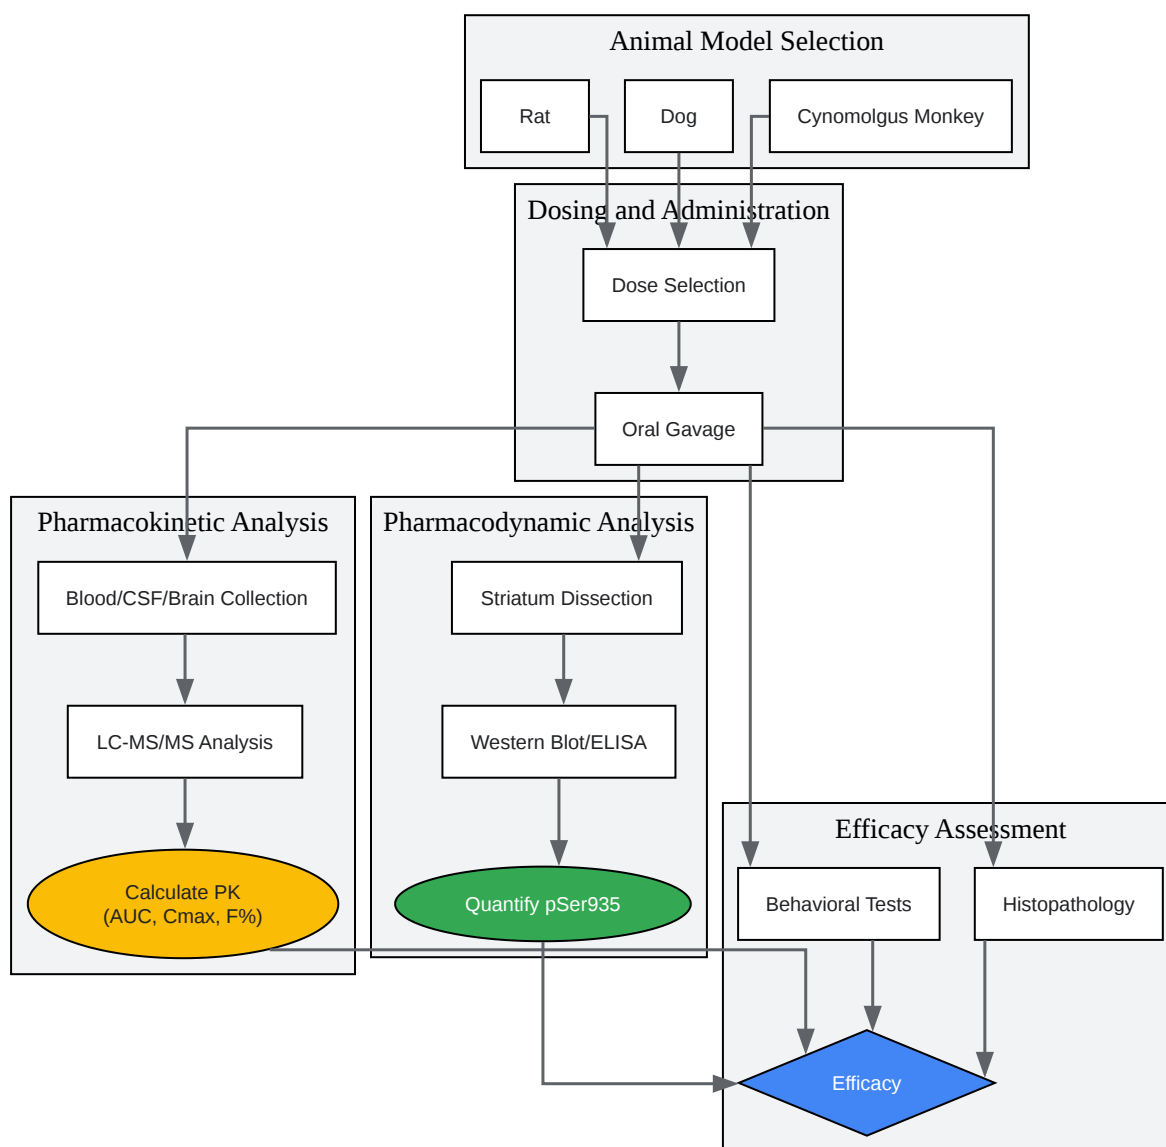 Animal Model Selection
Rat
Dog
Cynomolgus Monkey
Dosing and Administration
Dose Selection
Oral Gavage
Pharmacokinetic Analysis
Pharmacodynamic Analysis
Blood/CSF/Brain Collection
Striatum Dissection
LC-MS/MS Analysis
Western Blot/ELISA
Efficacy Assessment
Calculate PK
(AUC, Cmax, F%)
Quantify pSer935
Behavioral Tests
Histopathology
Efficacy